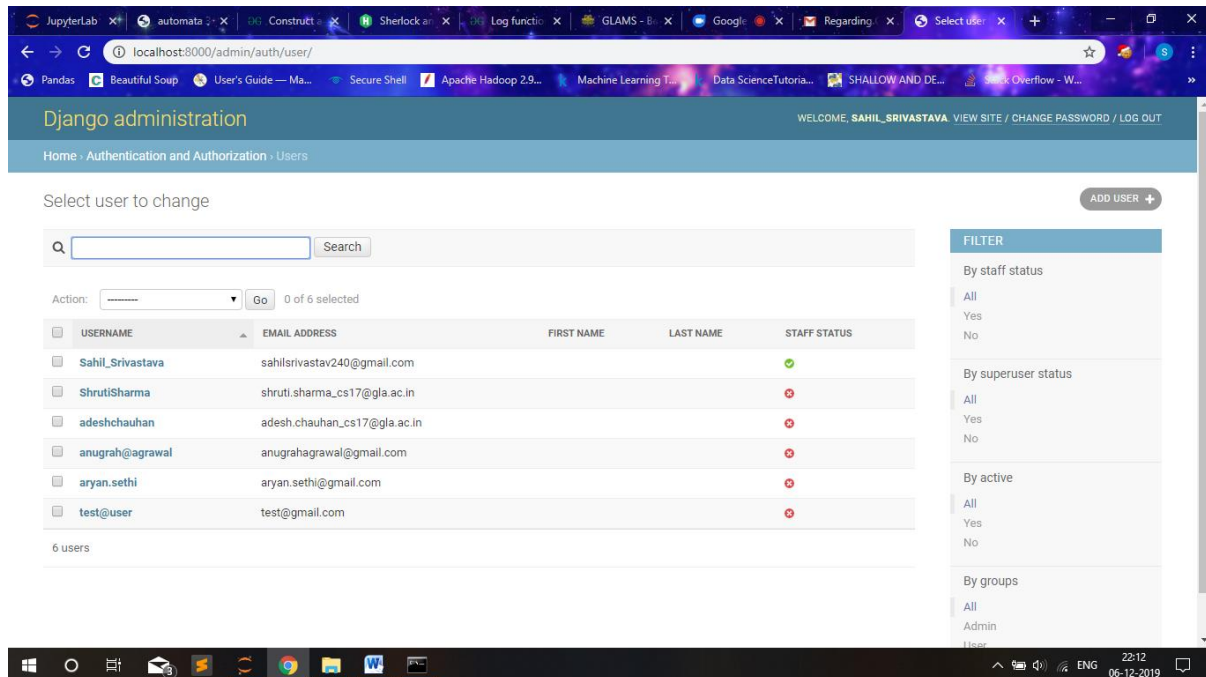 JupyterLab
automata
Construct a
Sherlock an
Log functio
GLAMS - B
Google
Regarding
Select user
localhost:8000/admin/auth/user/
Pandas Beautiful Soup User's Guide — Ma... Secure Shell Apache Hadoop 2.9... Machine Learning T... Data ScienceTutoria... SHALLOW AND DE... Stack Overflow - W... »
Django administration
WELCOME, SAHIL_SRIVASTAVA. VIEW SITE / CHANGE PASSWORD / LOG OUT
Home › Authentication and Authorization › Users
Select user to change
ADD USER +
Search
Action: --------- Go 0 of 6 selected
USERNAME EMAIL ADDRESS FIRST NAME LAST NAME STAFF STATUS
Sahil_Srivastava sahilsrivastav240@gmail.com
ShrutiSharma shruti.sharma_cs17@gla.ac.in
adeshchauhan adesh.chauhan_cs17@gla.ac.in
anugrah@agrawal anugrahagrawal@gmail.com
aryan.sethi aryan.sethi@gmail.com
test@user test@gmail.com
6 users
FILTER
By staff status
All
Yes
No
By superuser status
All
Yes
No
By active
All
Yes
No
By groups
All
Admin
User
ENG
22:12
06-12-2019